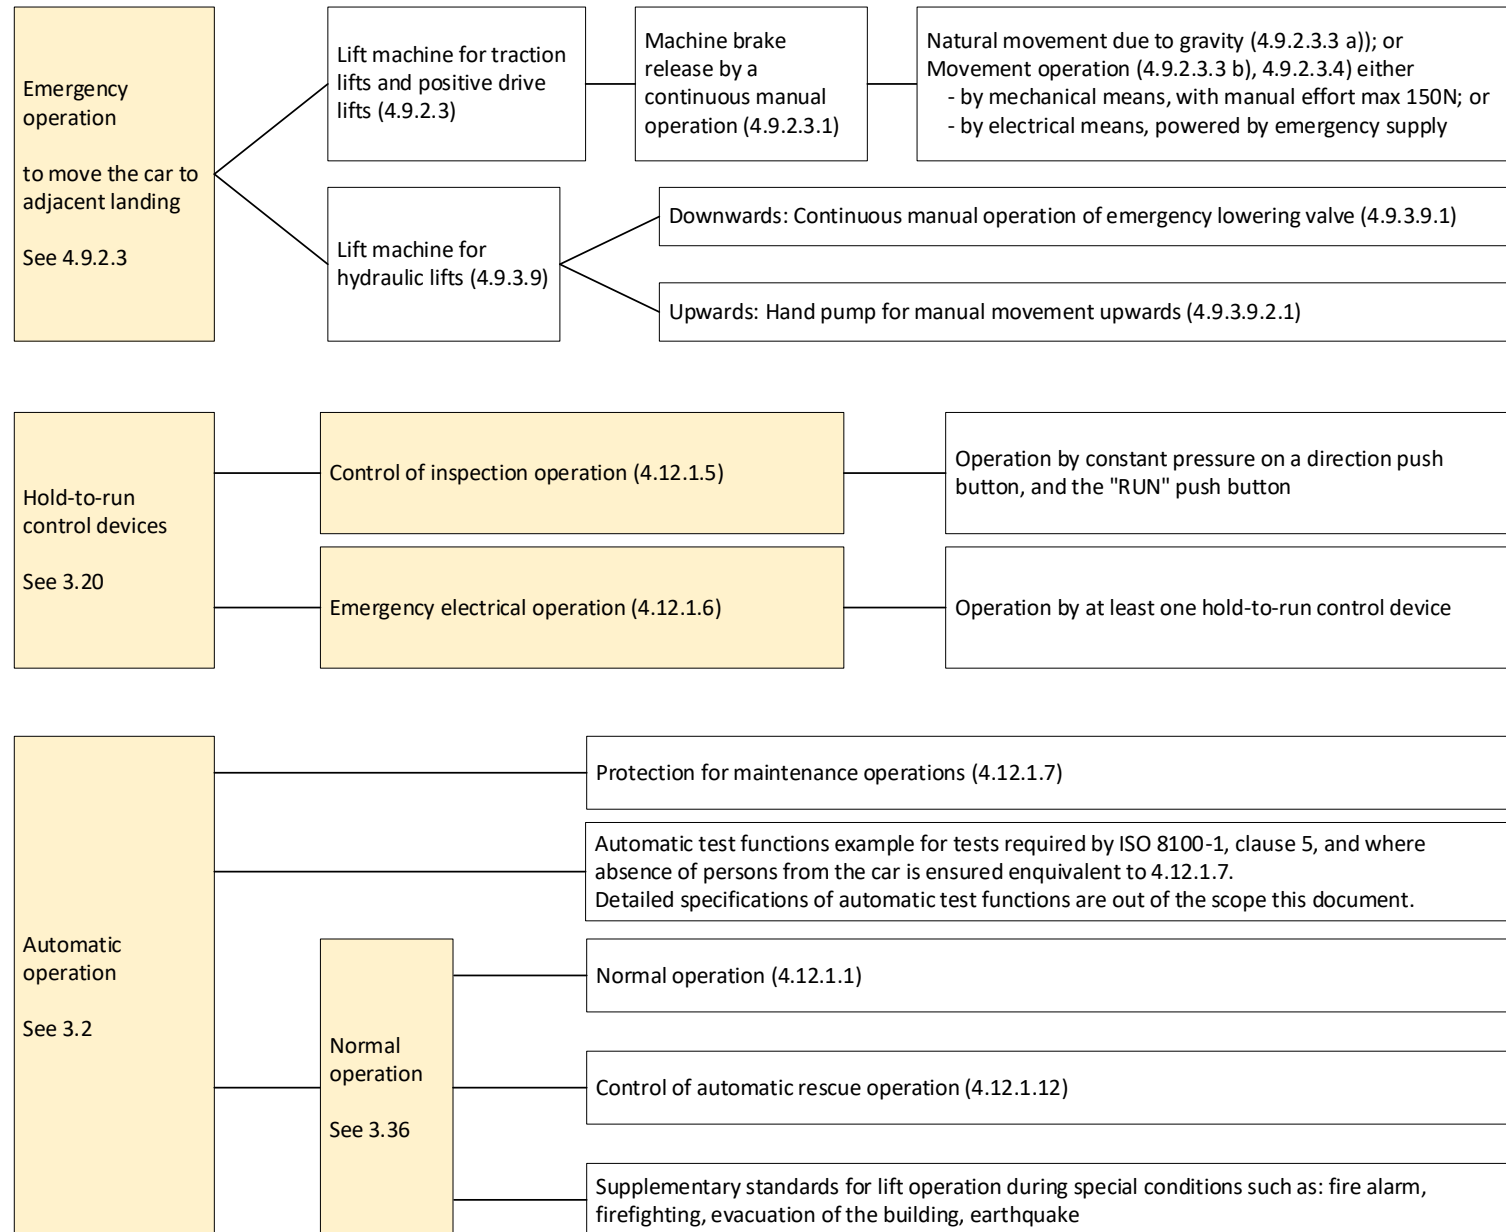 Emergency
operation
to move the car to
adjacent landing
See 4.9.2.3
Lift machine for traction
lifts and positive drive
lifts (4.9.2.3)
Machine brake
release by a
continuous manual
operation (4.9.2.3.1)
Natural movement due to gravity (4.9.2.3.3 a)); or
Movement operation (4.9.2.3.3 b), 4.9.2.3.4) either
- by mechanical means, with manual effort max 150N; or
- by electrical means, powered by emergency supply
Lift machine for
hydraulic lifts (4.9.3.9)
Downwards: Continuous manual operation of emergency lowering valve (4.9.3.9.1)
Upwards: Hand pump for manual movement upwards (4.9.3.9.2.1)
Hold-to-run
control devices
See 3.20
Control of inspection operation (4.12.1.5)
Operation by constant pressure on a direction push
button, and the "RUN" push button
Emergency electrical operation (4.12.1.6)
Operation by at least one hold-to-run control device
Automatic
operation
See 3.2
Protection for maintenance operations (4.12.1.7)
Automatic test functions example for tests required by ISO 8100-1, clause 5, and where
absence of persons from the car is ensured enquivalent to 4.12.1.7.
Detailed specifications of automatic test functions are out of the scope this document.
Normal
operation
See 3.36
Normal operation (4.12.1.1)
Control of automatic rescue operation (4.12.1.12)
Supplementary standards for lift operation during special conditions such as: fire alarm,
firefighting, evacuation of the building, earthquake